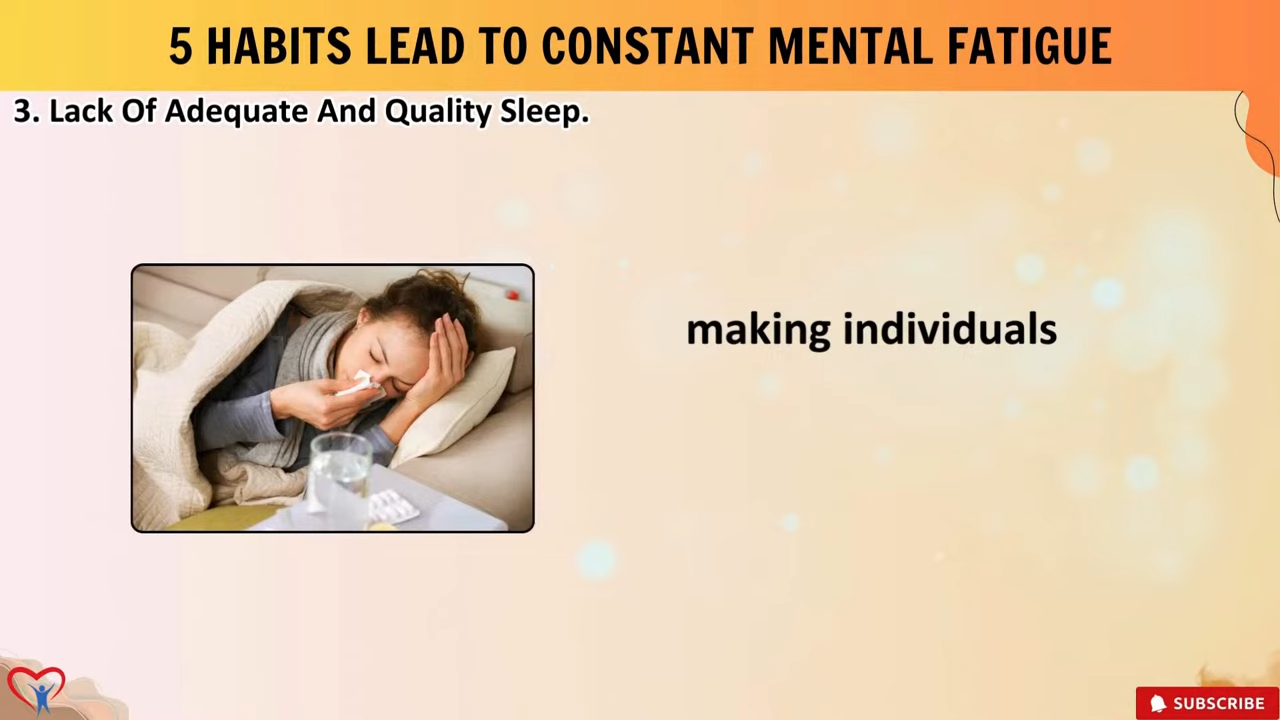 5 HABITS LEAD TO CONSTANT MENTAL FATIGUE
3. Lack Of Adequate And Quality Sleep.
making individuals
SUBSCRIBE